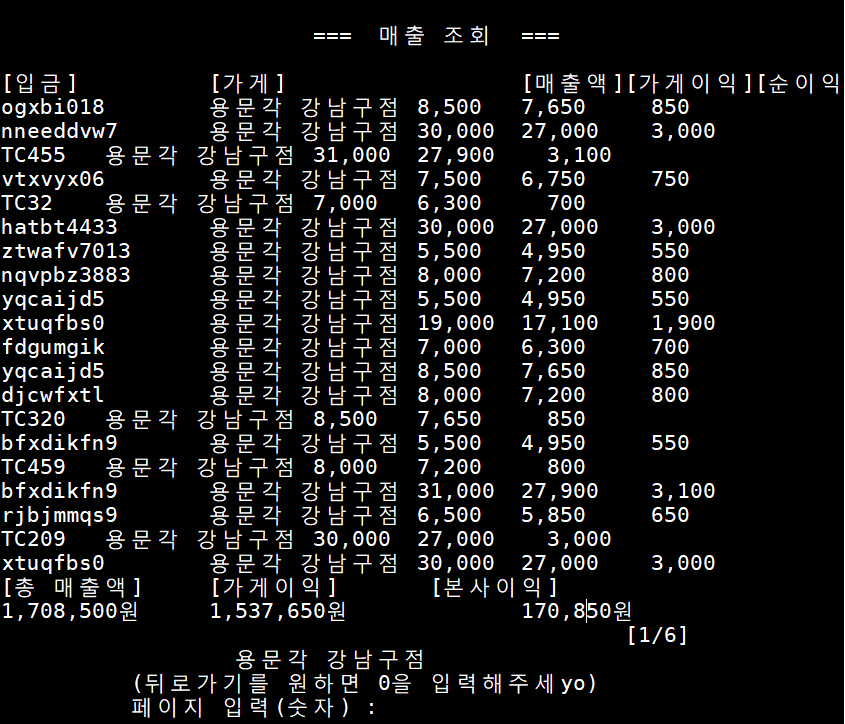 === 매출 조회 ===
[입금] [가게] [매출액][가게이익][순이익
ogxbi018 용문각 강남구점 8,500 7,650 850
nneeddvw7 용문각 강남구점 30,000 27,000 3,000
TC455 용문각 강남구점 31,000 27,900 3,100
vtxvyx06 용문각 강남구점 7,500 6,750 750
TC32 용문각 강남구점 7,000 6,300 700
hatbt4433 용문각 강남구점 30,000 27,000 3,000
ztwafv7013 용문각 강남구점 5,500 4,950 550
nqvpbz3883 용문각 강남구점 8,000 7,200 800
yqcaijd5 용문각 강남구점 5,500 4,950 550
xtuqfbs0 용문각 강남구점 19,000 17,100 1,900
fdgumgik 용문각 강남구점 7,000 6,300 700
yqcaijd5 용문각 강남구점 8,500 7,650 850
djcwfxtl 용문각 강남구점 8,000 7,200 800
TC320 용문각 강남구점 8,500 7,650 850
bfxdikfn9 용문각 강남구점 5,500 4,950 550
TC459 용문각 강남구점 8,000 7,200 800
bfxdikfn9 용문각 강남구점 31,000 27,900 3,100
rjbjmmqs9 용문각 강남구점 6,500 5,850 650
TC209 용문각 강남구점 30,000 27,000 3,000
xtuqfbs0 용문각 강남구점 30,000 27,000 3,000
[총 매출액] [가게이익] [본사이익]
1,708,500원 1,537,650원 170,850원
[1/6]
용문각 강남구점
(뒤로가기를 원하면 0을 입력해주세yo)
페이지 입력(숫자) :